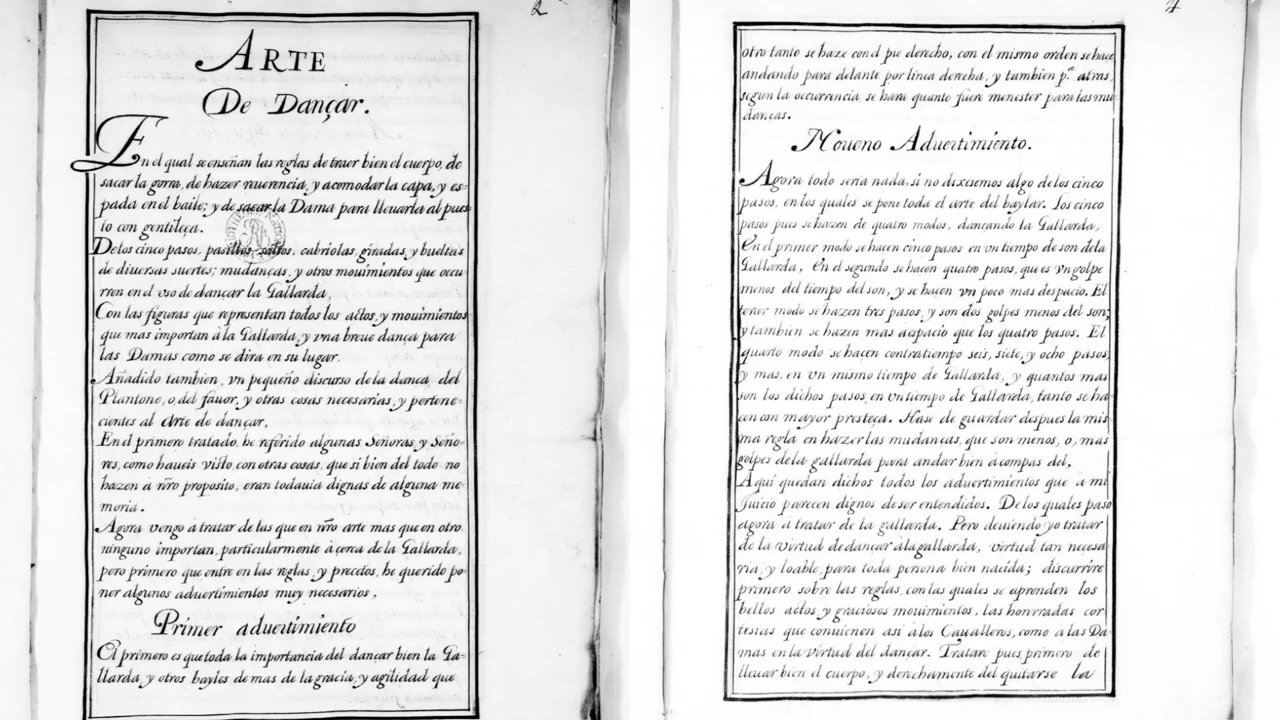 2
ARTE
De Dançar.
En el qual se enseñan las reglas de traer bien el cuerpo, de
sacar la gorra, de hazer reuerencia, y acomodar la capa, y es-
pada en el baile; y de sacar la Dama para lleuarla al pues-
to con gentileça.
Delos cinco pasos, pasillos, saltos, cabriolas, giradas, y bueltas
de diuersas suertes; mudanças, y otros mouimientos que ocu-
rren en el vso de dançar la Gallarda,
Con las figuras que representan todos los actos, y mouimientos
que mas importan à la Gallarda, y vna breue dança para
las Damas como se dira en su lugar.
Añadido tambien, vn pequeño discurso de la dança, del
Plantone, o, del fauor, y otras cosas necesarias, y pertene-
cientes al Arte de dançar,
En el primero tratado, he referido algunas Señoras, y Seño-
res, como haueis visto, con otras cosas, que si bien del todo no
hazen à nro proposito, eran todauia dignas de alguna me-
moria.
Agora vengo à tratar de las que en nro arte mas que en otro
ninguno importan, particularmente à cerca de la Gallarda,
pero primero que entre en las reglas, y precetos, he querido po-
ner algunos aduertimientos muy necesarios,
Primer aduertimiento
El primero es que toda la importancia del dançar bien la Ga-
llarda, y otros bayles de mas de la gracia, y agilidad que
4
otro tanto se haze con el pie derecho, con el mismo orden se hace
andando para delante por linea derecha, y tambien pa. atras,
segun la occurrencia, se hara quanto fuere menester para las mu-
danças.
Noueno Aduertimiento.
Agora todo seria nada, si no dixesemos algo de los cinco
pasos, en los quales se pone toda el arte del baylar. Los cinco
pasos pues se hazen de quatro modos, dançando la Gallarda,
En el primer modo se hacen cinco pasos en vn tiempo de son dela
Gallarda, En el segundo se hacen quatro pasos, que es vn golpe
menos del tiempo del son, y se hacen vn poco mas despacio. El
tercer modo se hazen tres pasos, y son dos golpes menos del son;
y tambien se hazen mas aspacio que los quatro pasos. El
quarto modo se haçen contratiempo seis, siete, y ocho pasos,
y mas, en vn mismo tiempo de Gallarda, y quantos mas
son los dichos pasos, en vn tiempo de Gallarda, tanto se ha-
cen con mayor presteça. Hase de guardar despues la mis
ma regla en hazer las mudancas, que son menos, o, mas
golpes de la gallarda para andar bien à compas del,
Aqui quedan dichos todos los aduertimientos que a mi
Juicio parecen dignos de ser entendidos. De los quales paso
agora à tratar de la gallarda. Pero deuiendo yo tratar
de la virtud de dançar à la gallarda, virtud tan necesa-
ria, y loable, para toda persona bien nacida; discurrire
primero sobre las reglas, con las quales se aprenden los
bellos actos, y graciosos mouimientos, las honrradas cor
tesias que conuienen asi à los Caualleros, como a las Da-
mas en la virtud del dançar. Tratare pues primero de
lleuar bien el cuerpo, y derechamente del quitarse la